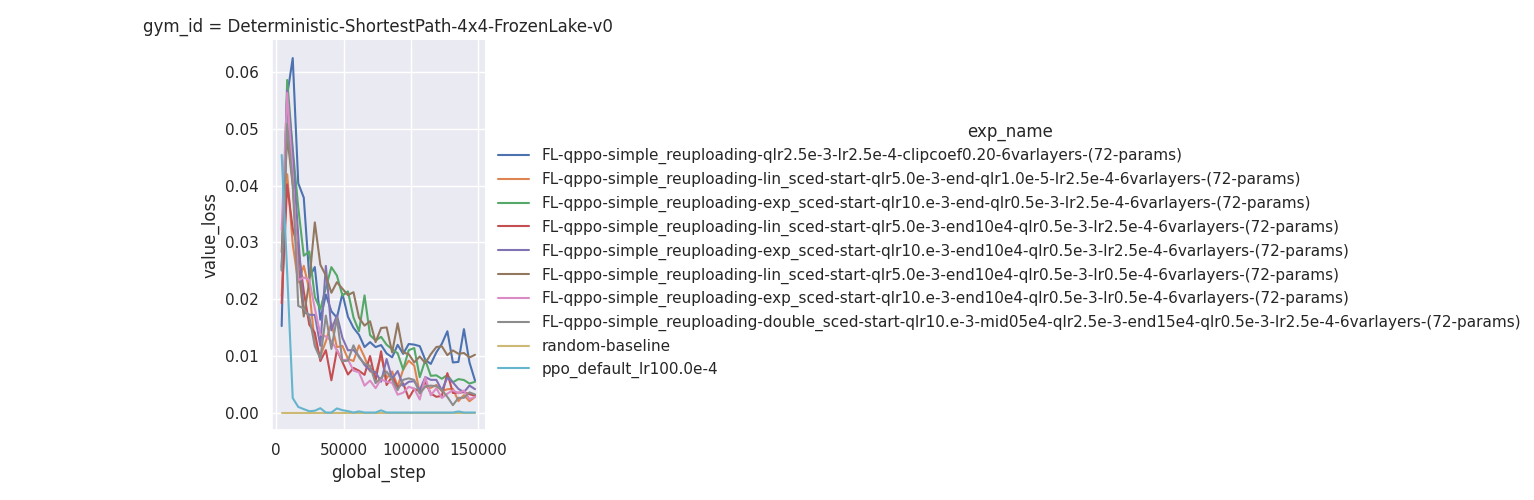 gym_id = Deterministic-ShortestPath-4x4-FrozenLake-v0
0.06
0.05
0.04
0.03
0.02
0.01
0.00
value_loss
0
50000
100000
150000
global_step
exp_name
FL-qppo-simple_reuploading-qlr2.5e-3-lr2.5e-4-clipcoef0.20-6varlayers-(72-params)
FL-qppo-simple_reuploading-lin_sced-start-qlr5.0e-3-end-qlr1.0e-5-lr2.5e-4-6varlayers-(72-params)
FL-qppo-simple_reuploading-exp_sced-start-qlr10.e-3-end-qlr0.5e-3-lr2.5e-4-6varlayers-(72-params)
FL-qppo-simple_reuploading-lin_sced-start-qlr5.0e-3-end10e4-qlr0.5e-3-lr2.5e-4-6varlayers-(72-params)
FL-qppo-simple_reuploading-exp_sced-start-qlr10.e-3-end10e4-qlr0.5e-3-lr2.5e-4-6varlayers-(72-params)
FL-qppo-simple_reuploading-lin_sced-start-qlr5.0e-3-end10e4-qlr0.5e-3-lr0.5e-4-6varlayers-(72-params)
FL-qppo-simple_reuploading-exp_sced-start-qlr10.e-3-end10e4-qlr0.5e-3-lr0.5e-4-6varlayers-(72-params)
FL-qppo-simple_reuploading-double_sced-start-qlr10.e-3-mid05e4-qlr2.5e-3-end15e4-qlr0.5e-3-lr2.5e-4-6varlayers-(72-params)
random-baseline
ppo_default_lr100.0e-4